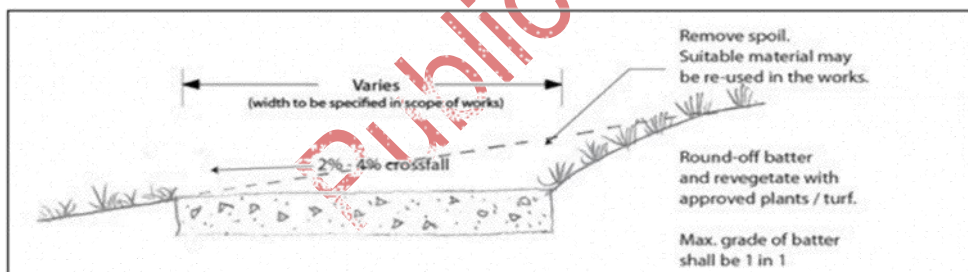 Public
Remove spoil.
Suitable material may
be re-used in the works.
Varies
(width to be specified in scope of works)
2% - 4% crossfall
Round-off batter
and revegetate with
approved plants / turf.
Max. grade of batter
shall be 1 in 1